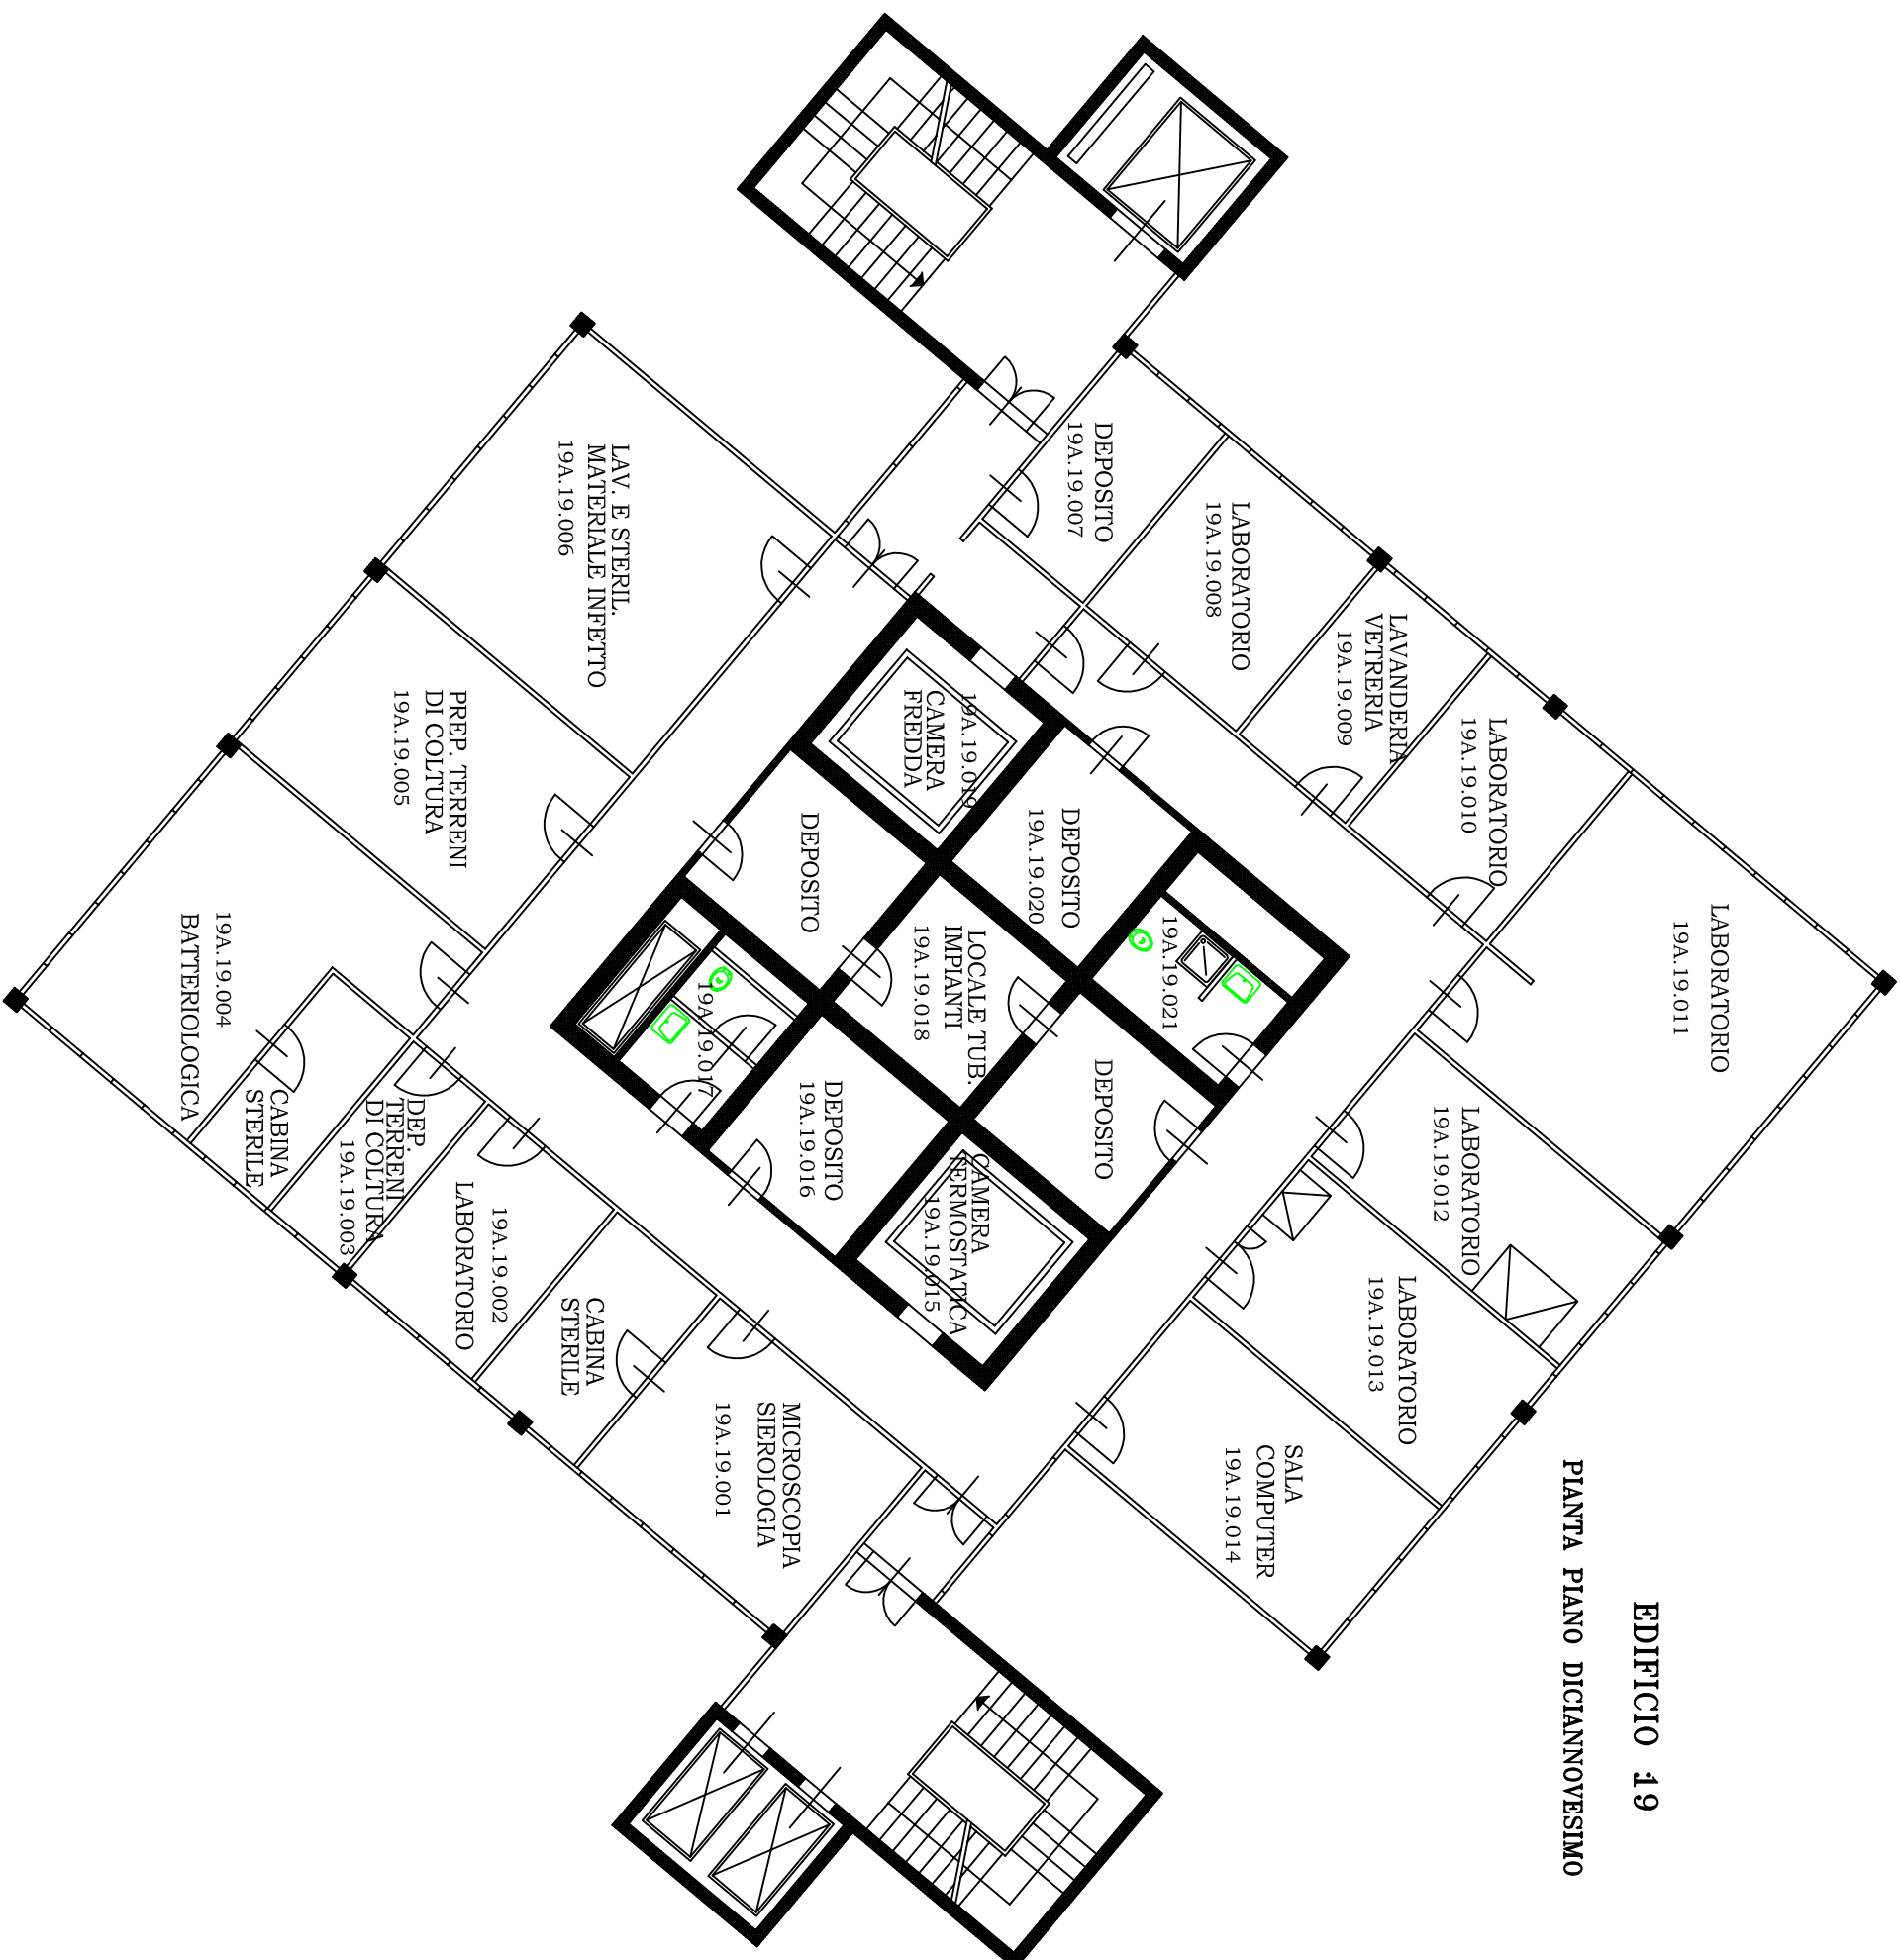 EDIFICIO :19
PIANTA PIANO DICIANNOVESIMO
LABORATORIO
19A.19.011
LABORATORIO
19A.19.010
LAVANDERIA
VETRERIA
19A.19.009
LABORATORIO
19A.19.008
DEPOSITO
19A.19.007
LAV. E STERIL.
MATERIALE INFETTO
19A.19.006
PREP. TERRENI
DI COLTURA
19A.19.005
19A.19.004
BATTERIOLOGICA
CABINA
STERILE
DEP.
TERRENI
DI COLTURA
19A.19.003
19A.19.002
LABORATORIO
CABINA
STERILE
MICROSCOPIA
SIEROLOGIA
19A.19.001
19A.19.019
CAMERA
FREDDA
DEPOSITO
19A.19.020
DEPOSITO
LOCALE TUB.
IMPIANTI
19A.19.018
19A.19.021
19A.19.017
DEPOSITO
19A.19.016
DEPOSITO
CAMERA
TERMOSTATICA
19A.19.015
LABORATORIO
19A.19.012
LABORATORIO
19A.19.013
SALA
COMPUTER
19A.19.014